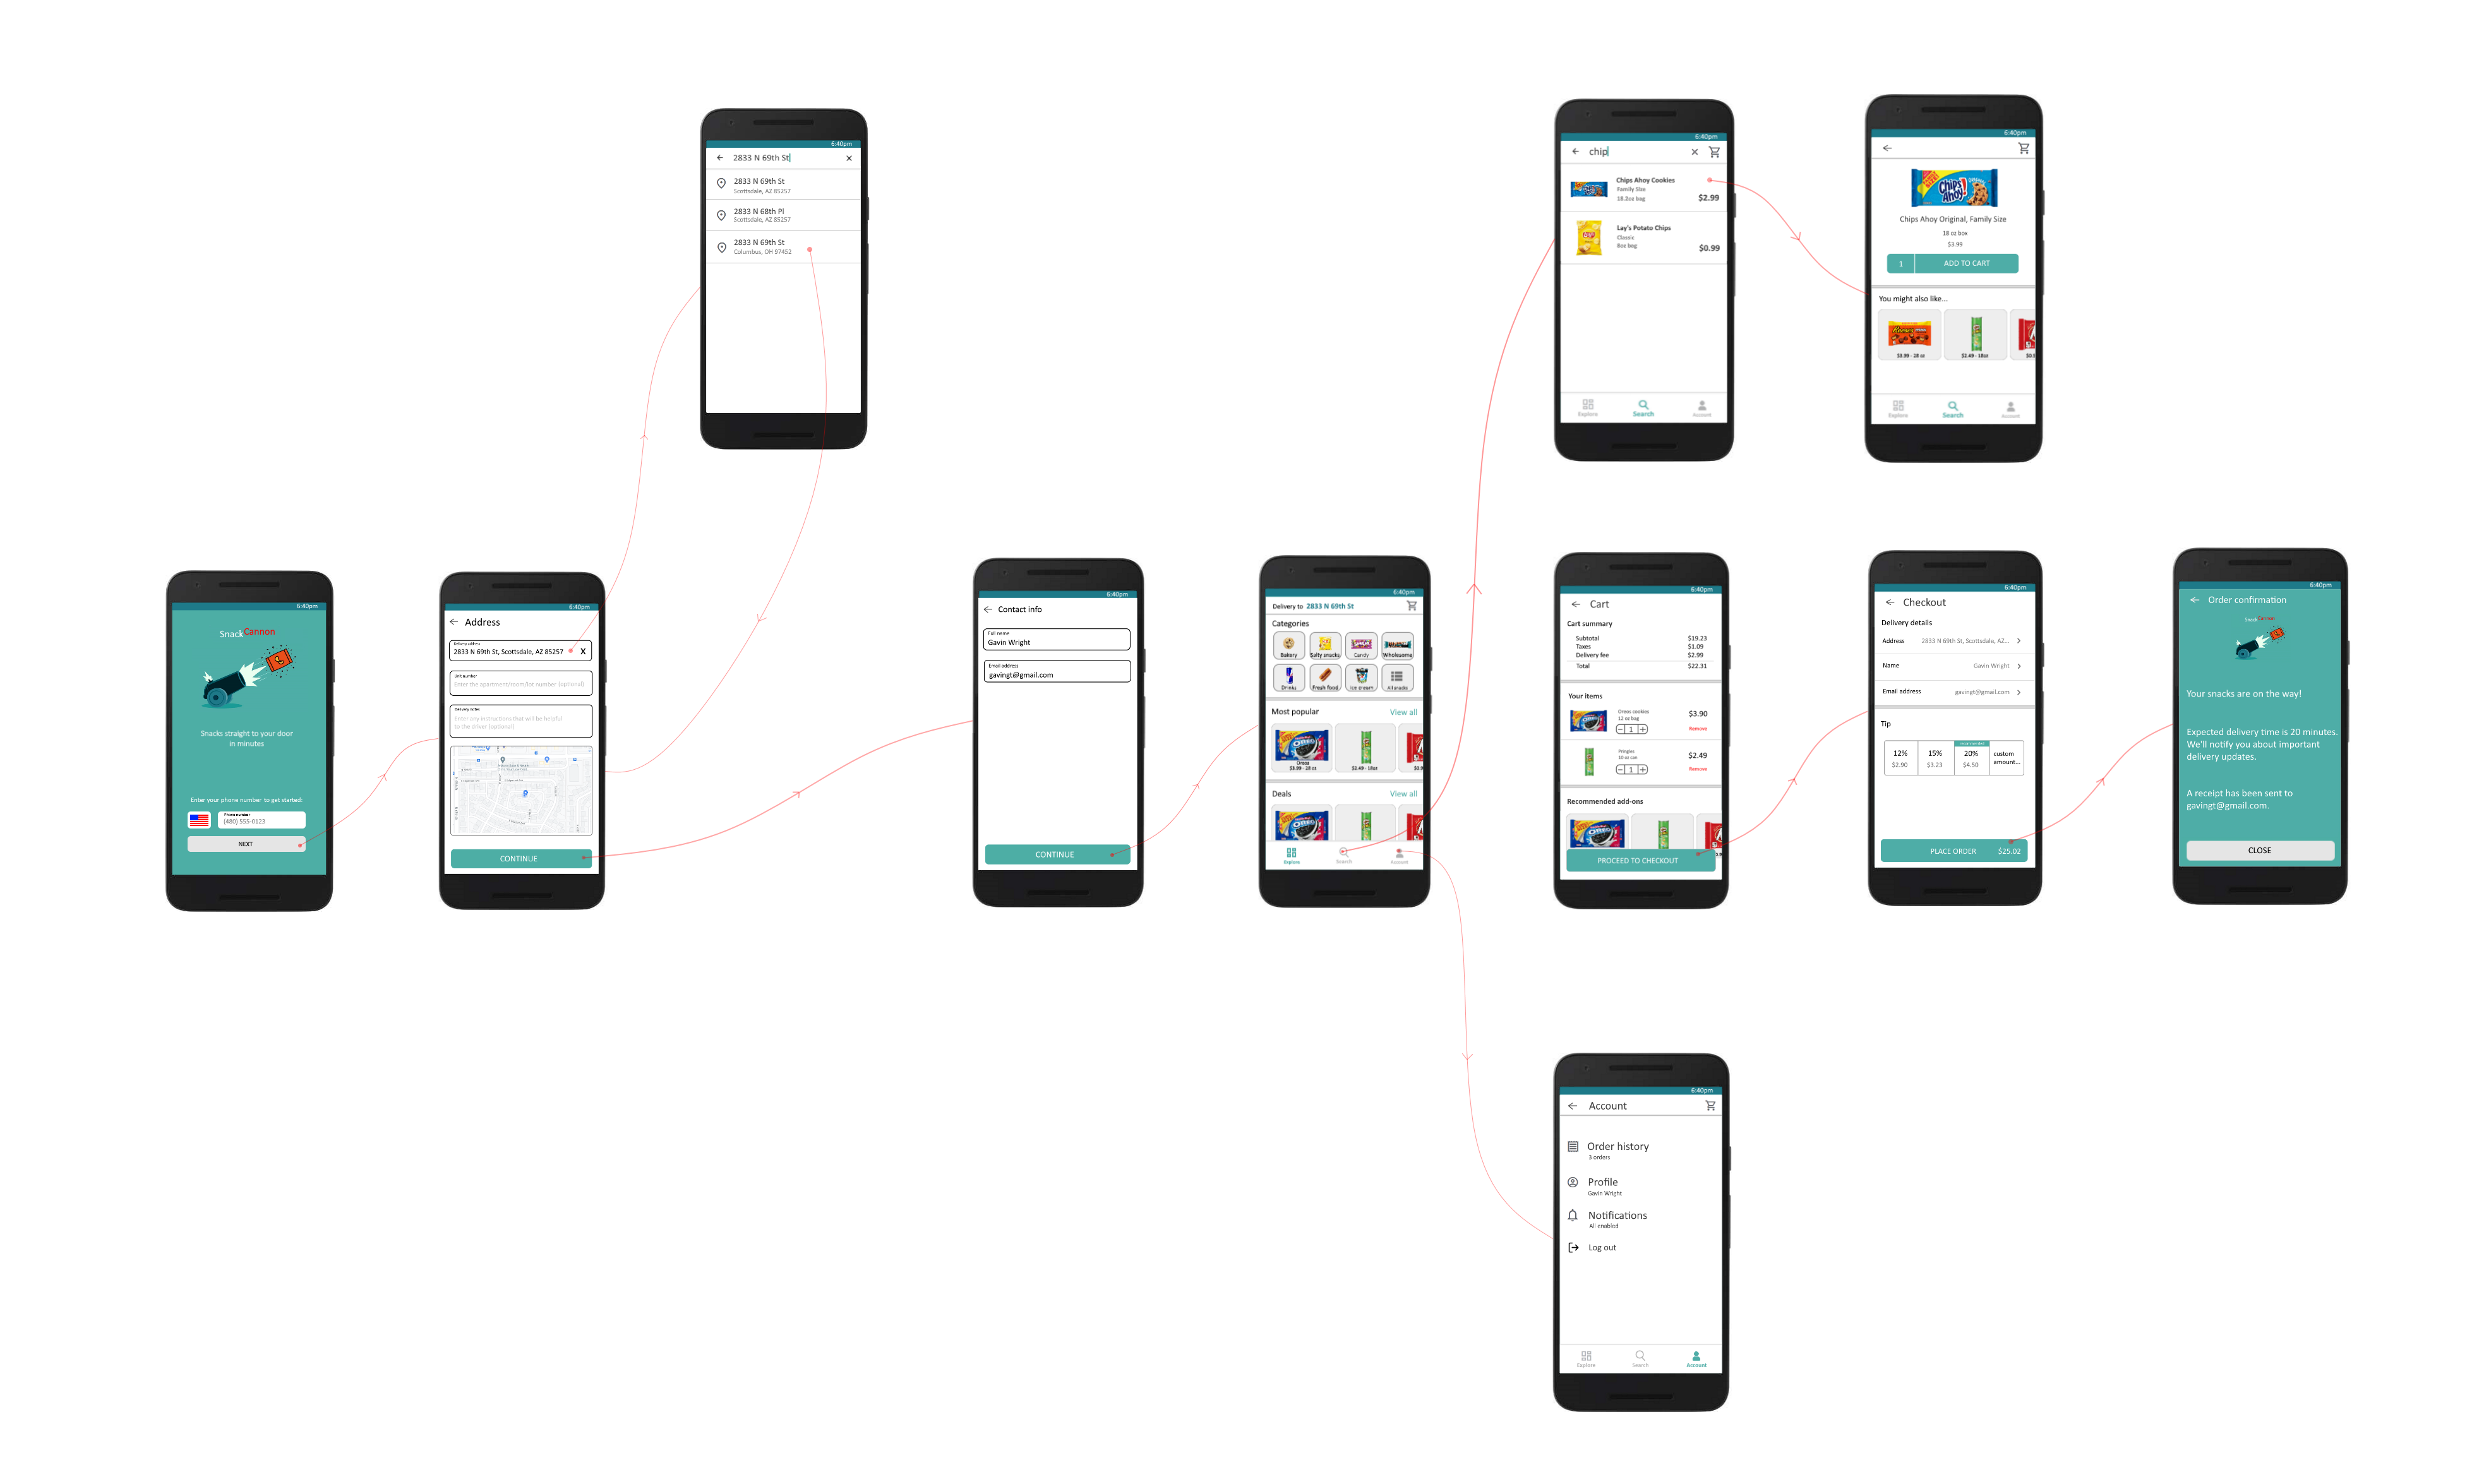 6:40pm
2833 N 69th St
2833 N 69th St
Scottsdale, AZ 85257
2833 N 68th Pl
Scottsdale, AZ 85257
2833 N 69th St
Columbus, OH 97452
6:40pm
chip
Chips Ahoy Cookies
Family Size
18.2oz bag
$2.99
Lay's Potato Chips
Classic
8oz bag
$0.99
Explore
Search
Account
6:40pm
Chips Ahoy!
Chips Ahoy Original, Family Size
18 oz box
$3.99
1
ADD TO CART
You might also like...
$3.99 - 28 oz
$2.49 - 18oz
Explore
Search
Account
6:40pm
SnackCannon
Snacks straight to your door
in minutes
Enter your phone number to get started:
Phone number
(480) 555-0123
NEXT
6:40pm
Address
Delivery address
2833 N 69th St, Scottsdale, AZ 85257
X
Unit number
Enter the apartment/room/lot number (optional)
Delivery notes
Enter any instructions that will be helpful
to the driver (optional)
CONTINUE
6:40pm
Contact info
Full name
Gavin Wright
Email address
gavingt@gmail.com
CONTINUE
6:40pm
Delivery to 2833 N 69th St
Categories
Bakery
Salty snacks
Candy
Wholesome
Drinks
Fresh food
Ice cream
All snacks
Most popular
View all
OREO
Oreos
$3.99 - 28 oz
$2.49 - 18oz
Deals
View all
OREO
Explore
Search
Account
6:40pm
Cart
Cart summary
Subtotal $19.23
Taxes $1.09
Delivery fee $2.99
Total $22.31
Your items
Oreos cookies
12 oz bag
$3.90
1
Remove
Pringles
10 oz can
$2.49
1
Remove
Recommended add-ons
OREO
PROCEED TO CHECKOUT
6:40pm
Checkout
Delivery details
Address 2833 N 69th St, Scottsdale, AZ...
Name Gavin Wright
Email address gavingt@gmail.com
Tip
recommended
12%
$2.90
15%
$3.23
20%
$4.50
custom
amount...
PLACE ORDER $25.02
6:40pm
Order confirmation
SnackCannon
Your snacks are on the way!
Expected delivery time is 20 minutes.
We'll notify you about important
delivery updates.
A receipt has been sent to
gavingt@gmail.com.
CLOSE
6:40pm
Account
Order history
3 orders
Profile
Gavin Wright
Notifications
All enabled
Log out
Explore
Search
Account